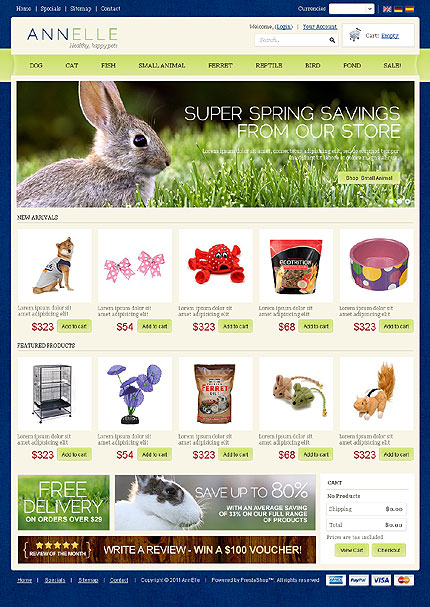 Home | Specials | Sitemap | Contact
Currencies
ANNELLE
Healthy, happy pets
Welcome, (Login) | Your Account
Search...
Cart: Empty
DOG CAT FISH SMALL ANIMAL FERRET REPTILE BIRD POND SALE!
SUPER SPRING SAVINGS
FROM OUR STORE
Lorem ipsum dolor sit amet, consectetur adipisicing elit, sed do eiusmod tempor
incididunt ut labore et dolore magna aliqua
Shop Small Animal
NEW ARRIVALS
ECOTRITION
Lorem ipsum dolor sit amet adipisicing elit
Lorem ipsum dolor sit amet adipisicing elit
Lorem ipsum dolor sit amet adipisicing elit
Lorem ipsum dolor sit amet adipisicing elit
Lorem ipsum dolor sit amet adipisicing elit
$323 Add to cart $54 Add to cart $323 Add to cart $68 Add to cart $323 Add to cart
FEATURED PRODUCTS
FERRET
Lorem ipsum dolor sit amet adipisicing elit
Lorem ipsum dolor sit amet adipisicing elit
Lorem ipsum dolor sit amet adipisicing elit
Lorem ipsum dolor sit amet adipisicing elit
Lorem ipsum dolor sit amet adipisicing elit
$323 Add to cart $54 Add to cart $323 Add to cart $68 Add to cart $323 Add to cart
FREE
DELIVERY
ON ORDERS OVER $29
SAVE UP TO 80%
WITH AN AVERAGE SAVING
OF 33% ON OUR FULL RANGE
OF PRODUCTS
CART
No Products
Shipping $0.00
Total $0.00
Prices are tax included
View Cart Checkout
REVIEW OF THE MONTH
WRITE A REVIEW - WIN A $100 VOUCHER!
Home | Specials | Sitemap | Contact | Copyright © 2011 AnnElle | Powered by PrestaShop™. All rights reserved
PayPal VISA